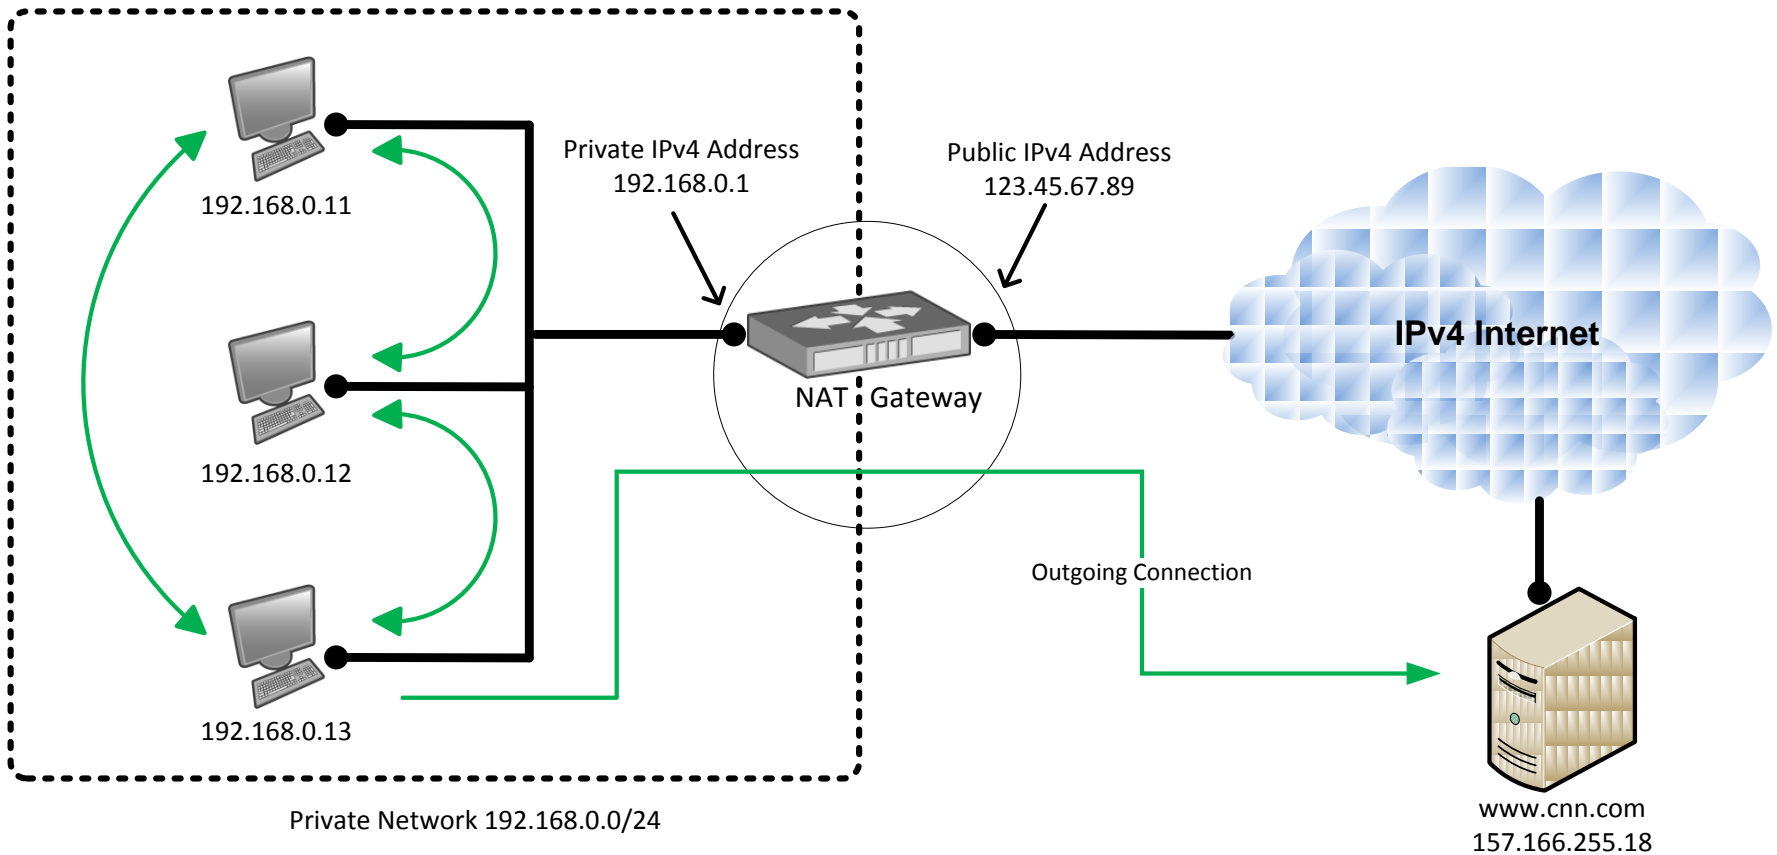 Private IPv4 Address
192.168.0.1
Public IPv4 Address
123.45.67.89
192.168.0.11
192.168.0.12
192.168.0.13
NAT Gateway
IPv4 Internet
Outgoing Connection
Private Network 192.168.0.0/24
www.cnn.com
157.166.255.18